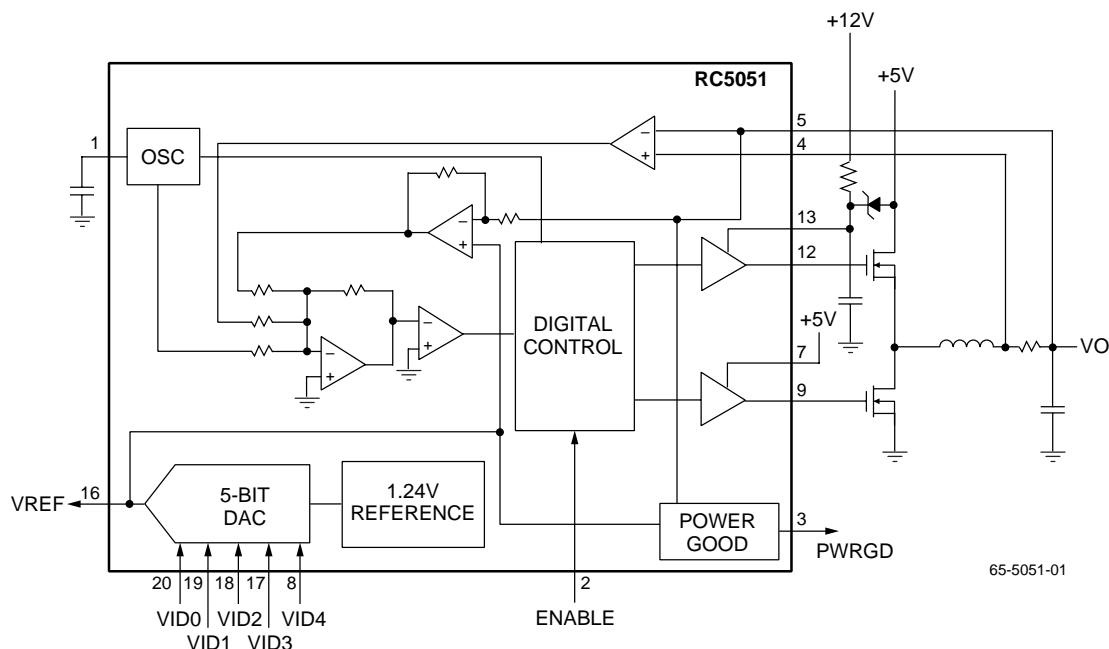 +12V
RC5051
+5V
5
1
OSC
−
+
4
−
+
13
12
+5V
DIGITAL
CONTROL
−
+
−
+
7
VO
9
VREF
16
5-BIT
DAC
1.24V
REFERENCE
POWER
GOOD
3
PWRGD
20
19
18
17
8
2
65-5051-01
VID0
VID2
VID4
ENABLE
VID1
VID3